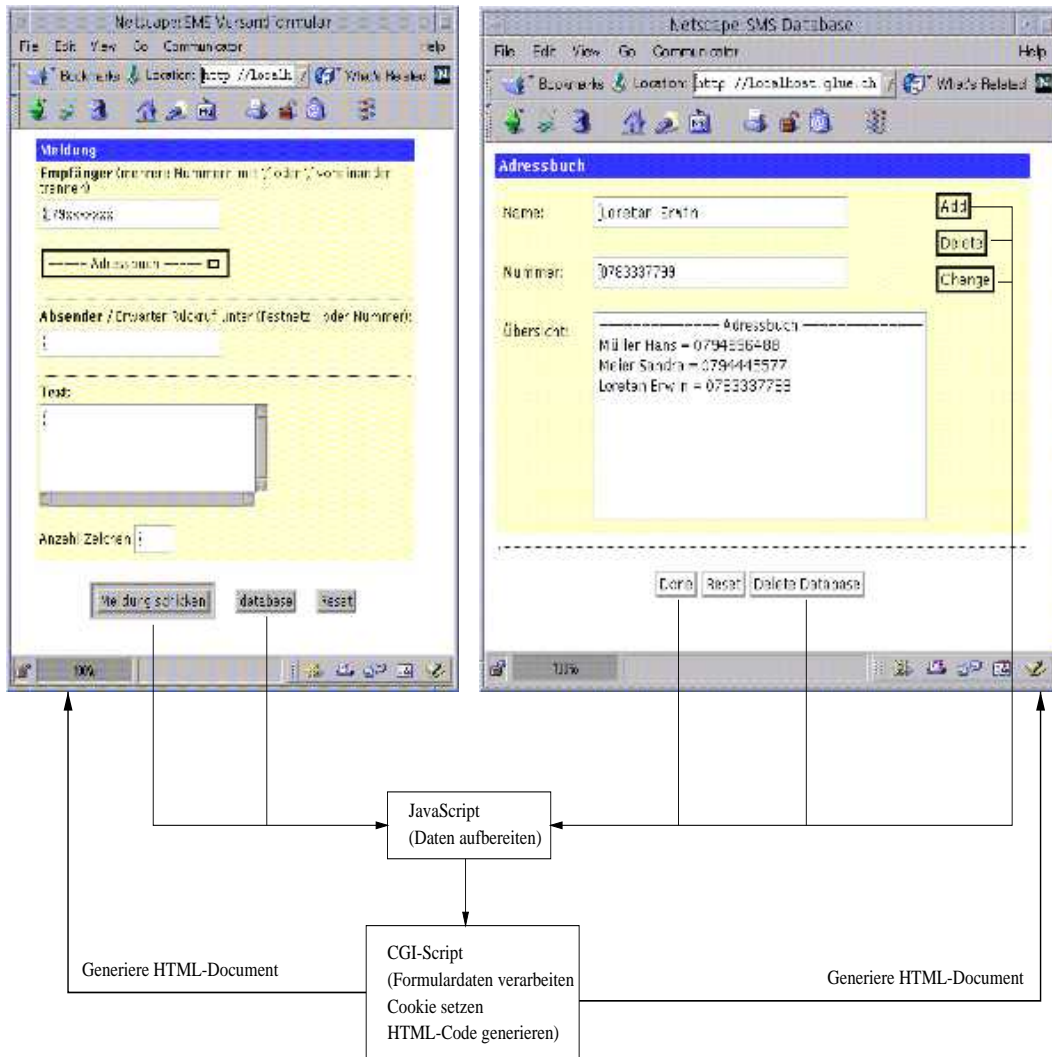 Netscape: SMS Versandformular
File Edit View Go Communicator Help
Bookmarks Location: http://localh What's Related N
Meldung
Empfänger (mehrere Nummern mit oder voneinander
trennen)
079xxxxxxx
----- Adressbuch -----
Absender / Erwarter Rückruf unter (Festnetz- oder Nummer):
Text:
Anzahl Zeichen
Meldung schicken database Reset
100%
Netscape: SMS Database
File Edit View Go Communicator Help
Bookmarks Location: http://localhost.glue.ch What's Related N
Adressbuch
Name: Loretan Erwin Add
Delete
Nummer: 0783337799 Change
Übersicht:
-------------- Adressbuch --------------
Müller Hans =
Meier Sandra = 0794445577
Loretan Erwin =
Done Reset Delete Database
100%
JavaScript
(Daten aufbereiten)
CGI-Script
(Formulardaten verarbeiten
Cookie setzen
HTML-Code generieren)
Generiere HTML-Document
Generiere HTML-Document